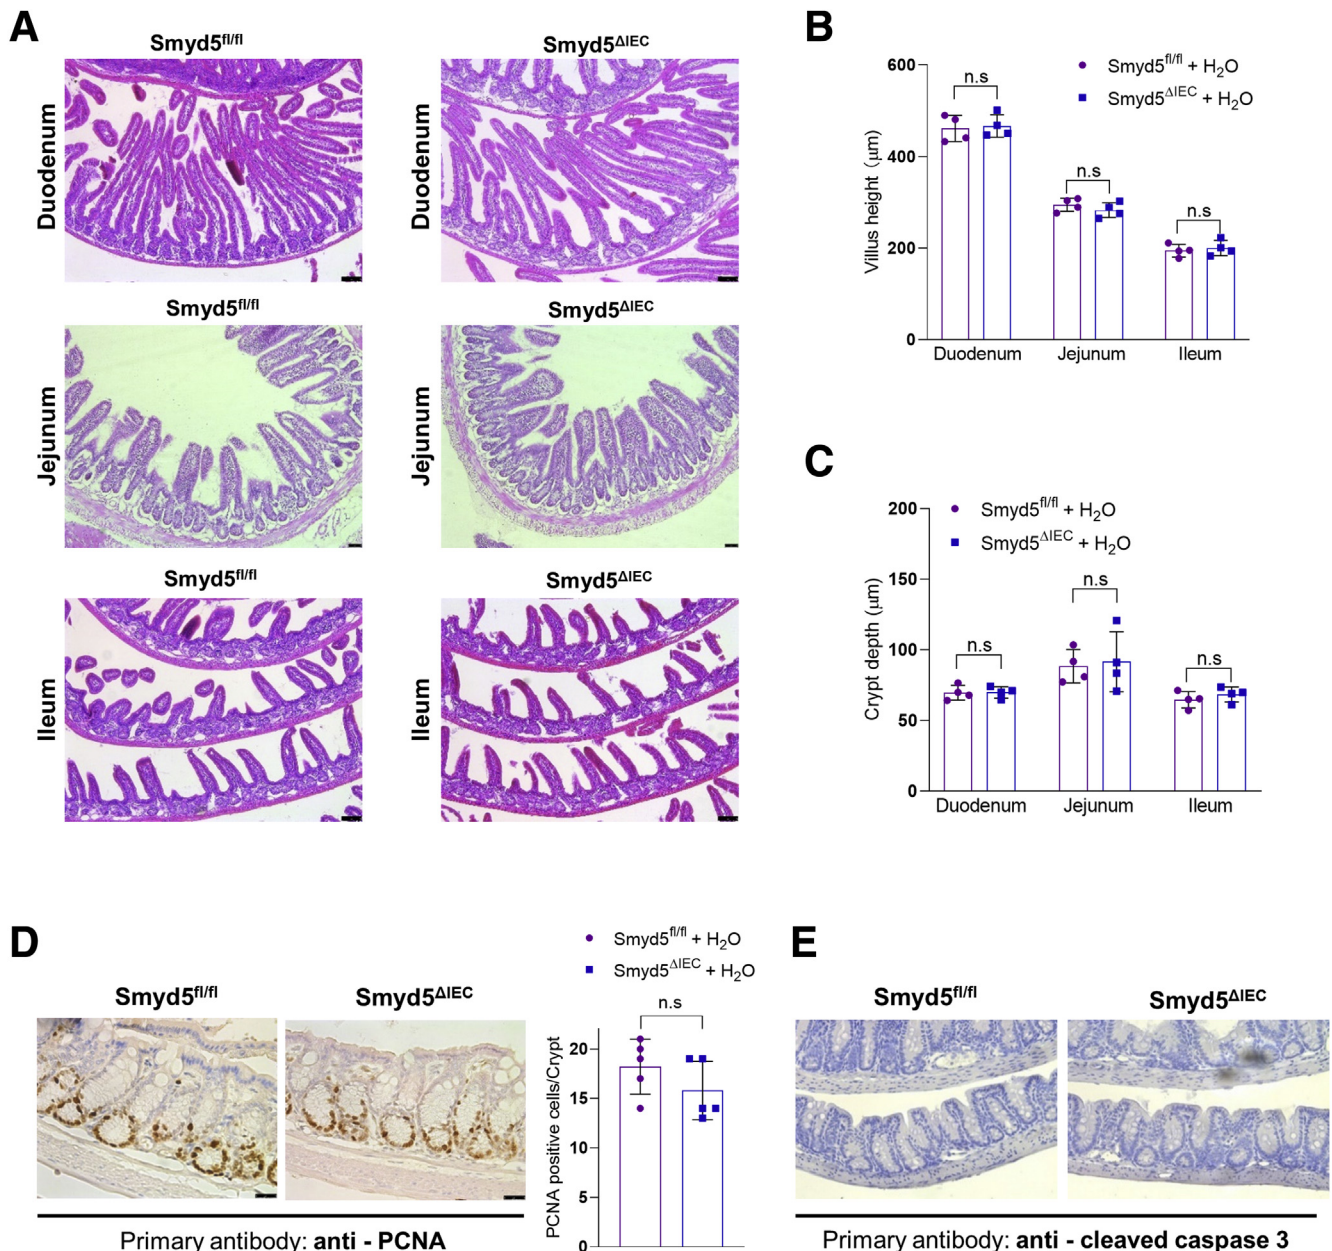 A
Smyd5fl/fl
Smyd5ΔIEC
Duodenum
Duodenum
Smyd5fl/fl
Smyd5ΔIEC
Jejunum
Jejunum
Smyd5fl/fl
Smyd5ΔIEC
Ileum
Ileum
B
Smyd5fl/fl + H2O
Smyd5ΔIEC + H2O
Villus height (μm)
600
400
200
0
n.s
n.s
n.s
Duodenum Jejunum Ileum
C
Smyd5fl/fl + H2O
Smyd5ΔIEC + H2O
Crypt depth (μm)
200
150
100
50
0
n.s
n.s
n.s
Duodenum Jejunum Ileum
D
Smyd5fl/fl
Smyd5ΔIEC
Primary antibody: anti - PCNA
Smyd5fl/fl + H2O
Smyd5ΔIEC + H2O
n.s
PCNA positive cells/Crypt
20
15
10
5
0
E
Smyd5fl/fl
Smyd5ΔIEC
Primary antibody: anti - cleaved caspase 3